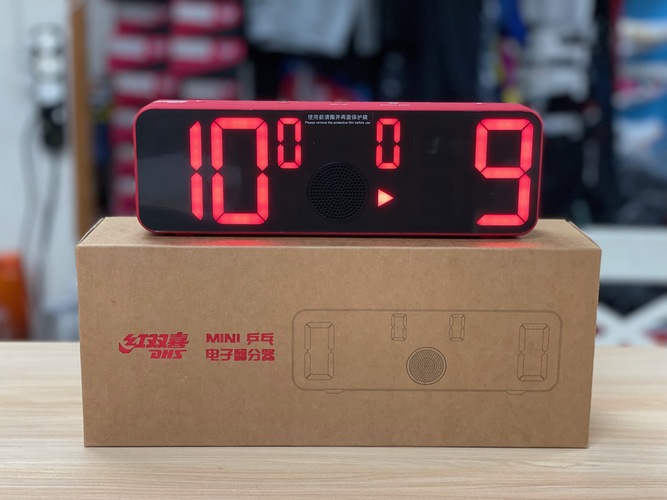 使用前请撕开两面保护膜
Please remove the protective film before use
10 0 0 9
红双喜
DHS
MINI 乒乓
电子翻分器